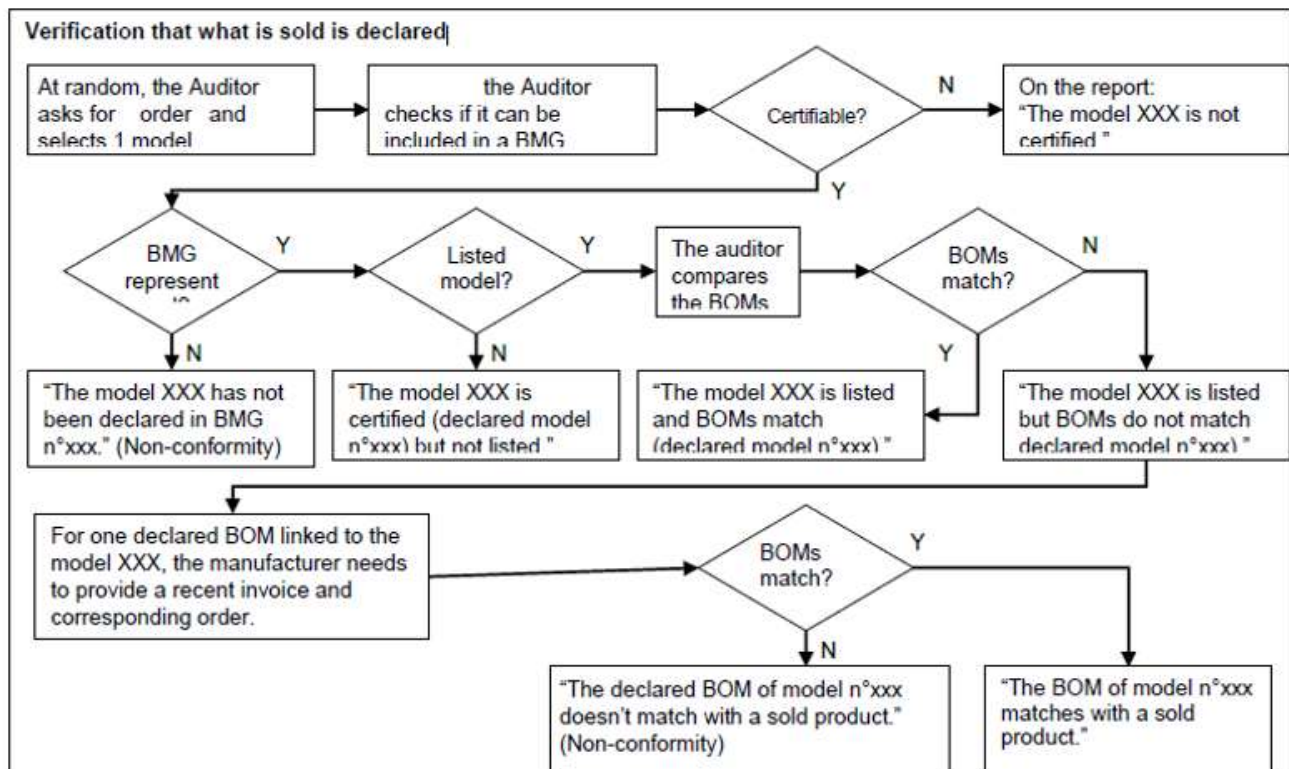 Verification that what is sold is declared
At random, the Auditor
asks for order and
selects 1 model
the Auditor
checks if it can be
included in a BMG
Certifiable?
N
On the report:
“The model XXX is not
certified.”
Y
BMG
represent
Y
Listed
model?
Y
The auditor
compares
the BOMs
BOMs
match?
N
N
N
Y
“The model XXX has not
been declared in BMG
n°xxx.” (Non-conformity)
“The model XXX is
certified (declared model
n°xxx) but not listed.”
“The model XXX is listed
and BOMs match
(declared model n°xxx).”
“The model XXX is listed
but BOMs do not match
declared model n°xxx).”
For one declared BOM linked to the
model XXX, the manufacturer needs
to provide a recent invoice and
corresponding order.
BOMs
match?
Y
N
“The declared BOM of model n°xxx
doesn’t match with a sold product.”
(Non-conformity)
“The BOM of model n°xxx
matches with a sold
product.”